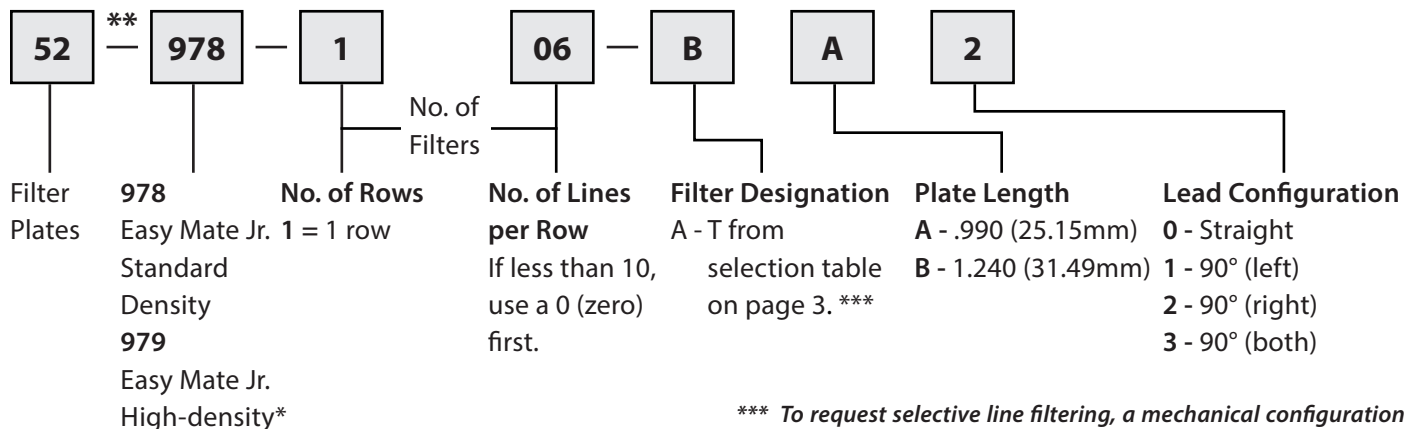 52 ** — 978 — 1 06 — B A 2
No. of
Filters
Filter
Plates
978
Easy Mate Jr.
Standard
Density
979
Easy Mate Jr.
High-density*
No. of Rows
1 = 1 row
No. of Lines
per Row
If less than 10,
use a 0 (zero)
first.
Filter Designation
A - T from
selection table
on page 3. ***
Plate Length
A - .990 (25.15mm)
B - 1.240 (31.49mm)
Lead Configuration
0 - Straight
1 - 90° (left)
2 - 90° (right)
3 - 90° (both)
*** To request selective line filtering, a mechanical configuration